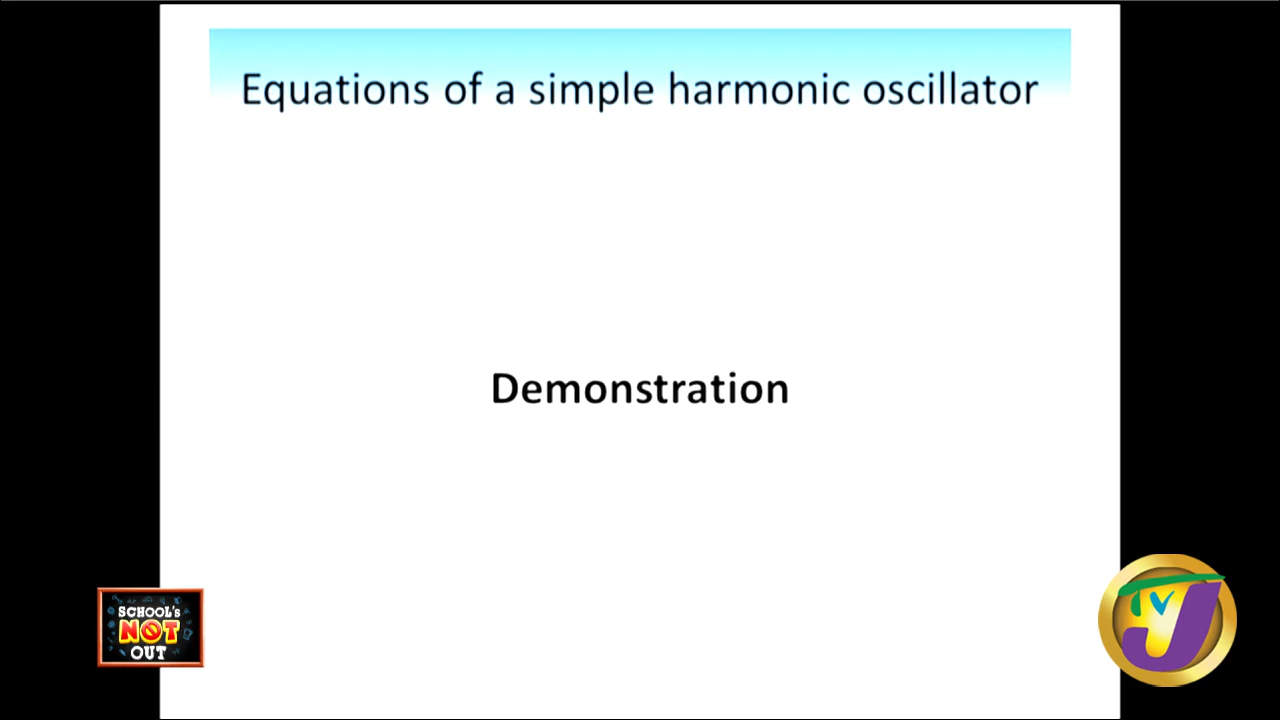 Equations of a simple harmonic oscillator
Demonstration
SCHOOL'S
NOT
OUT
TVJ